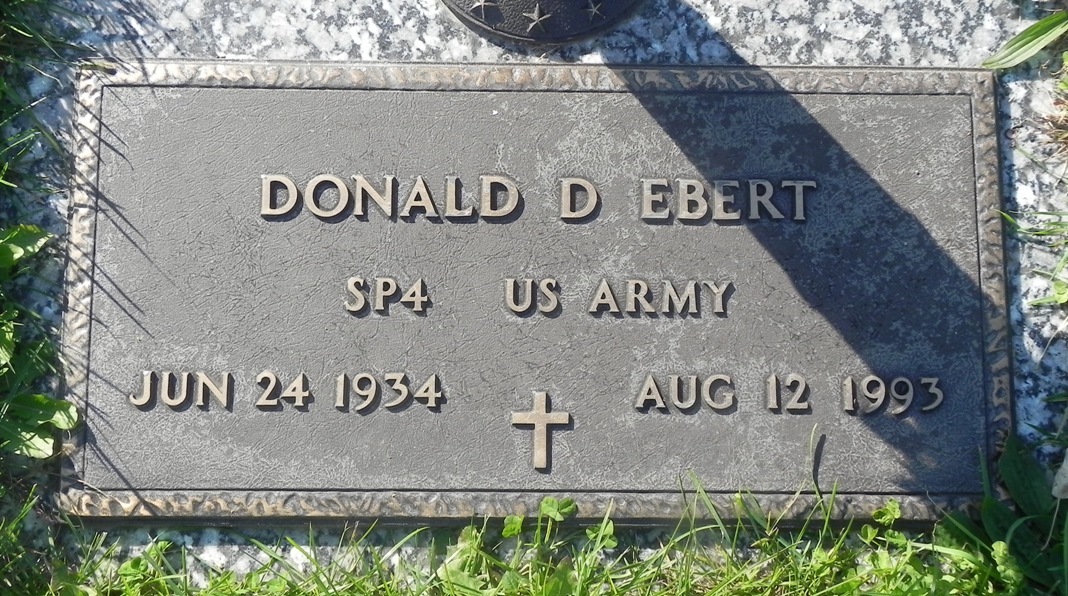 DONALD D EBERT
SP4 US ARMY
JUN 24 1934 AUG 12 1993